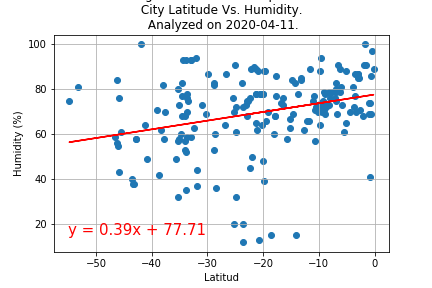 City Latitude Vs. Humidity.
Analyzed on 2020-04-11.
100
80
60
40
20
Humidity (%)
y = 0.39x + 77.71
−50 −40 −30 −20 −10 0
Latitud